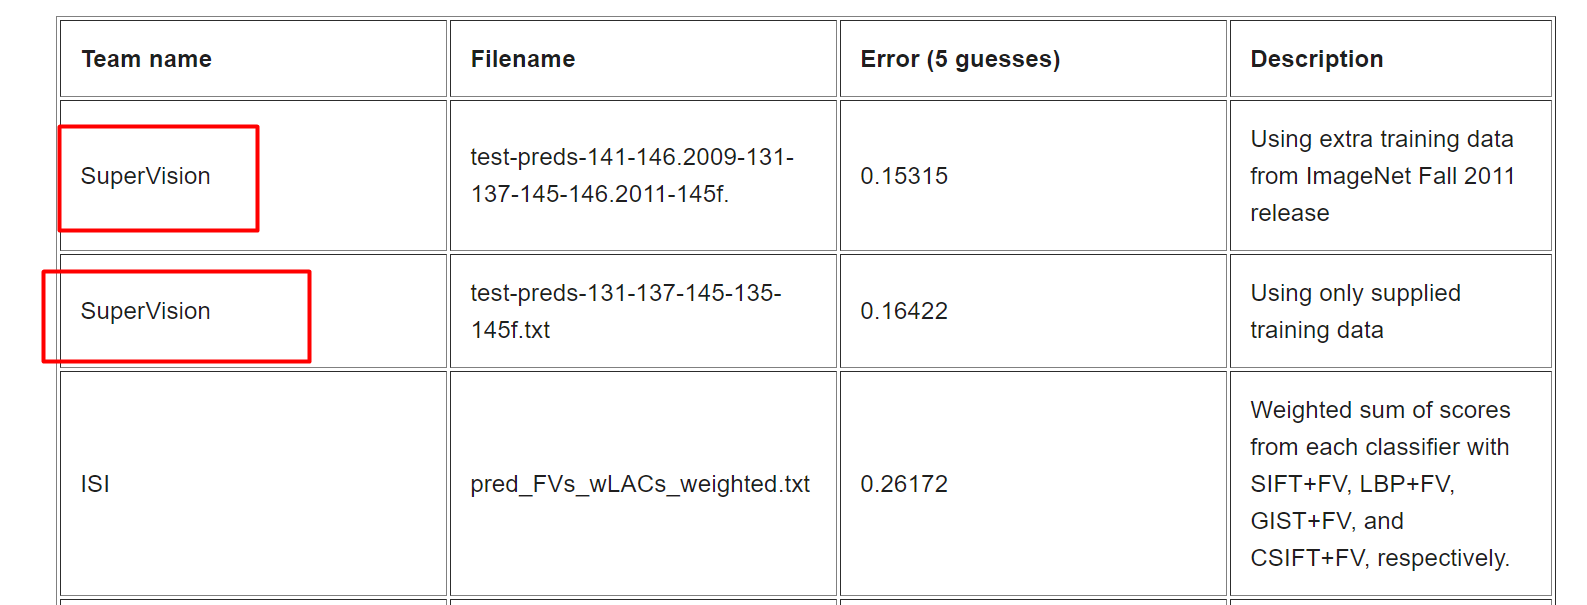 Team name
Filename
Error (5 guesses)
Description
SuperVision
test-preds-141-146.2009-131-
137-145-146.2011-145f.
0.15315
Using extra training data
from ImageNet Fall 2011
release
SuperVision
test-preds-131-137-145-135-
145f.txt
0.16422
Using only supplied
training data
ISI
pred_FVs_wLACs_weighted.txt
0.26172
Weighted sum of scores
from each classifier with
SIFT+FV, LBP+FV,
GIST+FV, and
CSIFT+FV, respectively.